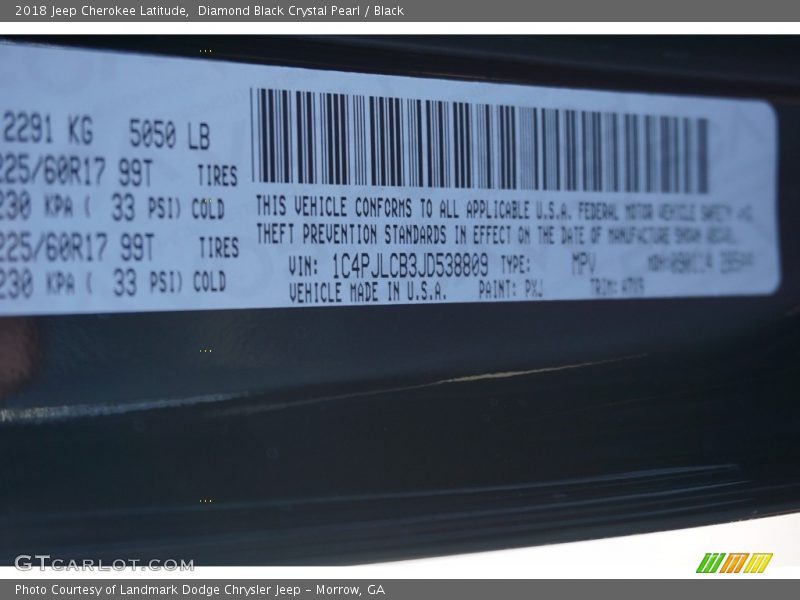 2018 Jeep Cherokee Latitude, Diamond Black Crystal Pearl / Black
2291 KG 5050 LB
225/60R17 99T TIRES
230 KPA ( 33 PSI) COLD
225/60R17 99T TIRES
230 KPA ( 33 PSI) COLD
THIS VEHICLE CONFORMS TO ALL APPLICABLE U.S.A. FEDERAL MOTOR VEHICLE SAFETY
THEFT PREVENTION STANDARDS IN EFFECT ON THE DATE OF MANUFACTURE SHOWN ABOVE.
VIN: 1C4PJLCB3JD538809 TYPE: MPV
VEHICLE MADE IN U.S.A. PAINT: PXJ TRIM:
GTCARLOT.COM
Photo Courtesy of Landmark Dodge Chrysler Jeep - Morrow, GA